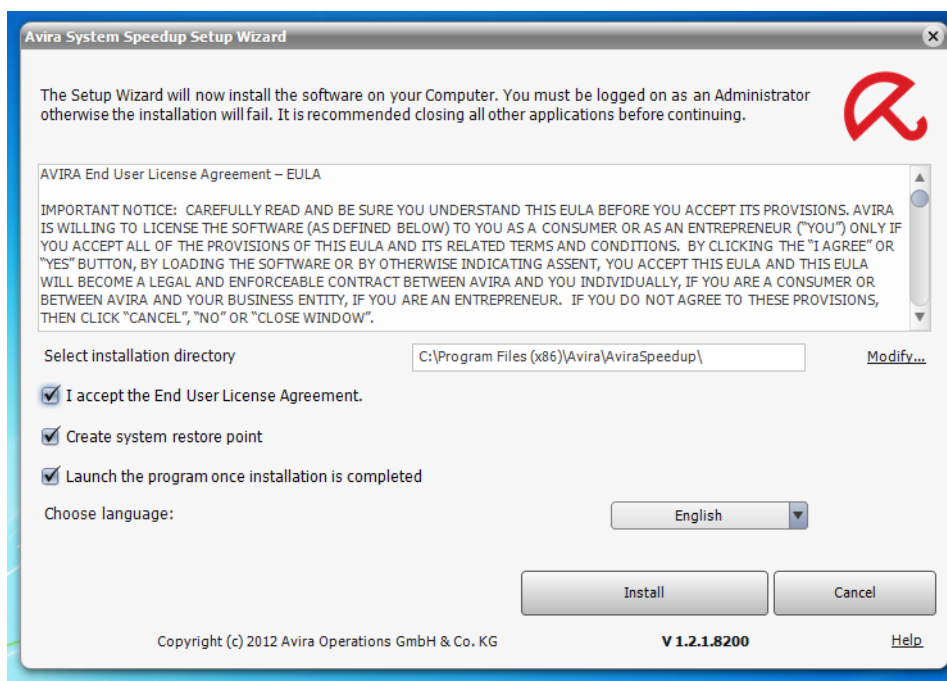 Avira System Speedup Setup Wizard
The Setup Wizard will now install the software on your Computer. You must be logged on as an Administrator
otherwise the installation will fail. It is recommended closing all other applications before continuing.
AVIRA End User License Agreement – EULA
IMPORTANT NOTICE: CAREFULLY READ AND BE SURE YOU UNDERSTAND THIS EULA BEFORE YOU ACCEPT ITS PROVISIONS. AVIRA
IS WILLING TO LICENSE THE SOFTWARE (AS DEFINED BELOW) TO YOU AS A CONSUMER OR AS AN ENTREPRENEUR ("YOU") ONLY IF
YOU ACCEPT ALL OF THE PROVISIONS OF THIS EULA AND ITS RELATED TERMS AND CONDITIONS. BY CLICKING THE "I AGREE" OR
"YES" BUTTON, BY LOADING THE SOFTWARE OR BY OTHERWISE INDICATING ASSENT, YOU ACCEPT THIS EULA AND THIS EULA
WILL BECOME A LEGAL AND ENFORCEABLE CONTRACT BETWEEN AVIRA AND YOU INDIVIDUALLY, IF YOU ARE A CONSUMER OR
BETWEEN AVIRA AND YOUR BUSINESS ENTITY, IF YOU ARE AN ENTREPRENEUR. IF YOU DO NOT AGREE TO THESE PROVISIONS,
THEN CLICK "CANCEL", "NO" OR "CLOSE WINDOW".
Select installation directory C:\Program Files (x86)\Avira\AviraSpeedup\ Modify...
I accept the End User License Agreement.
Create system restore point
Launch the program once installation is completed
Choose language: English
Install Cancel
Copyright (c) 2012 Avira Operations GmbH & Co. KG V 1.2.1.8200 Help